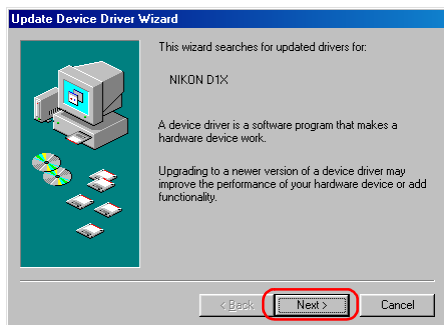 Update Device Driver Wizard
This wizard searches for updated drivers for:
NIKON D1X
A device driver is a software program that makes a
hardware device work.
Upgrading to a newer version of a device driver may
improve the performance of your hardware device or add
functionality.
< Back
Next >
Cancel